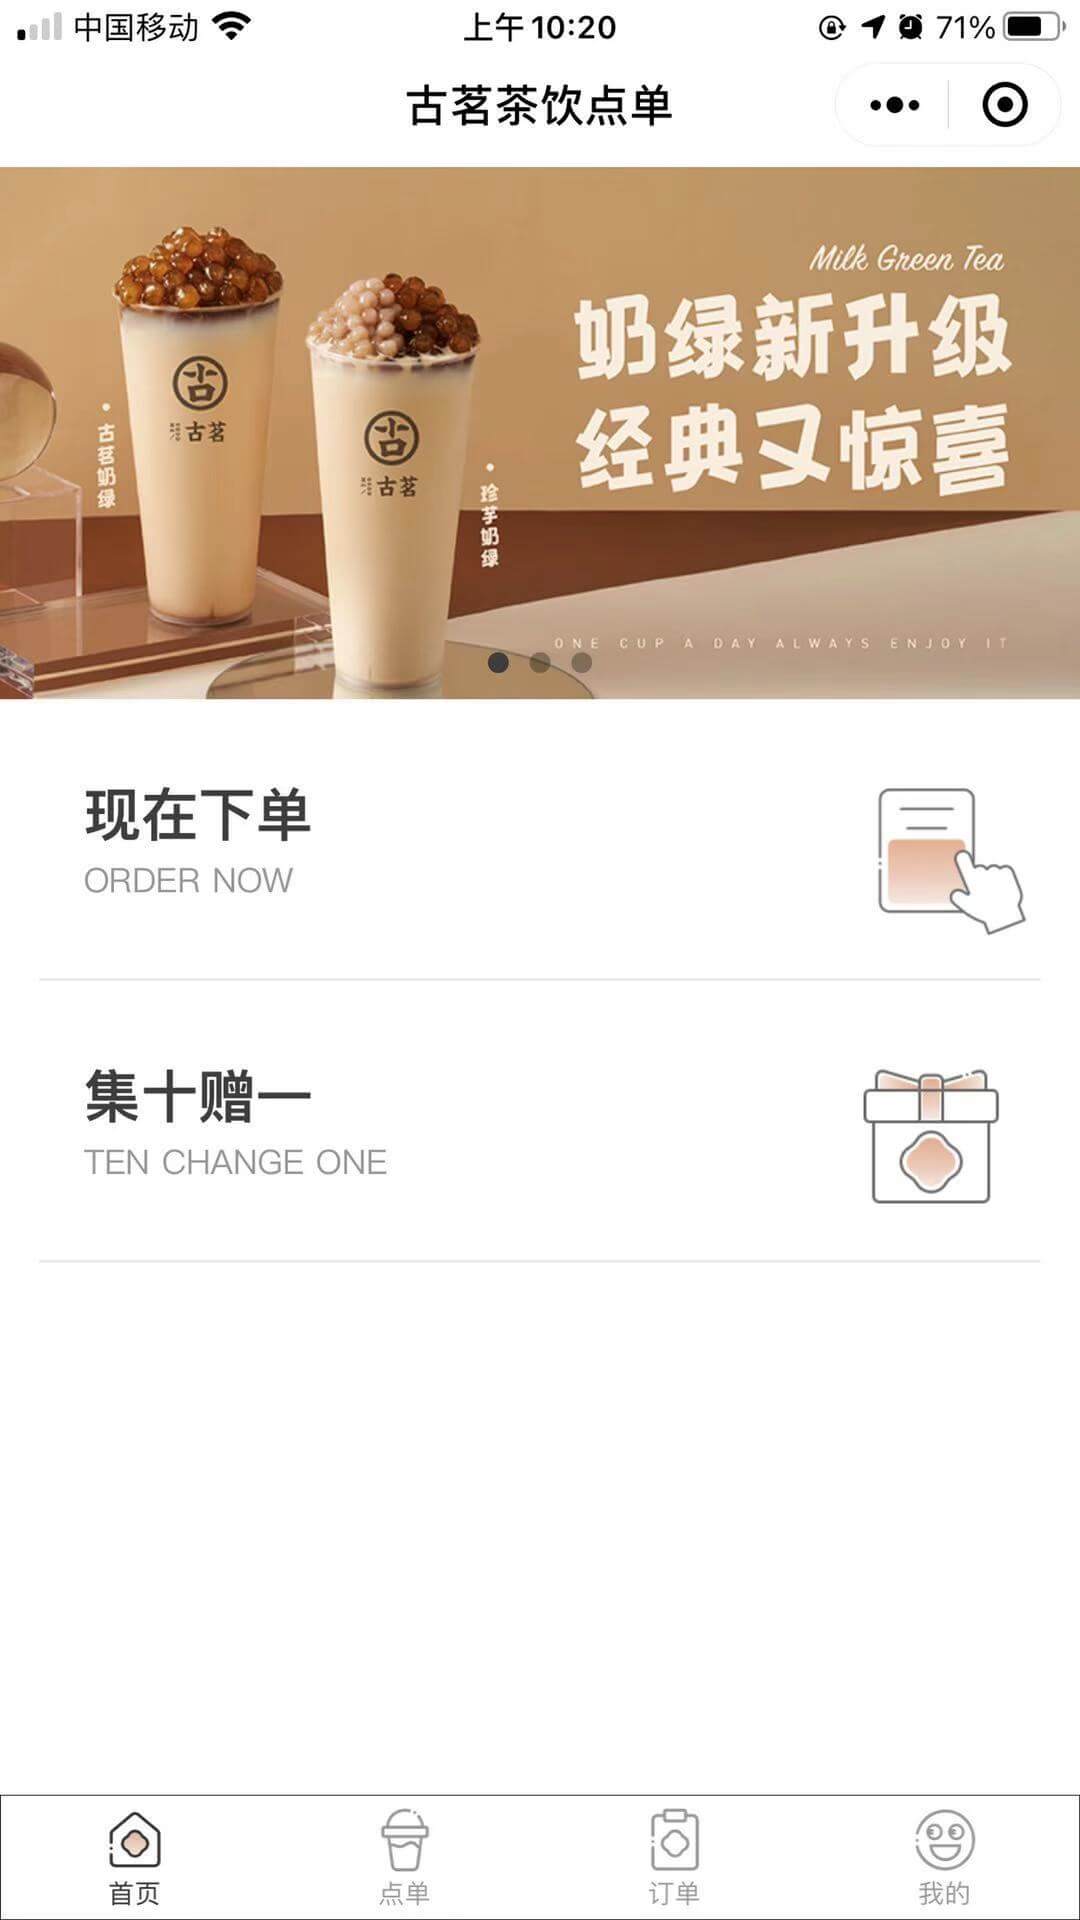 中国移动
上午10:20
71%
古茗茶饮点单
Milk Green Tea
奶绿新升级
经典又惊喜
古茗奶绿
古茗
古茗
珍芋奶绿
ONE CUP A DAY ALWAYS ENJOY IT
现在下单
ORDER NOW
集十赠一
TEN CHANGE ONE
首页
点单
订单
我的